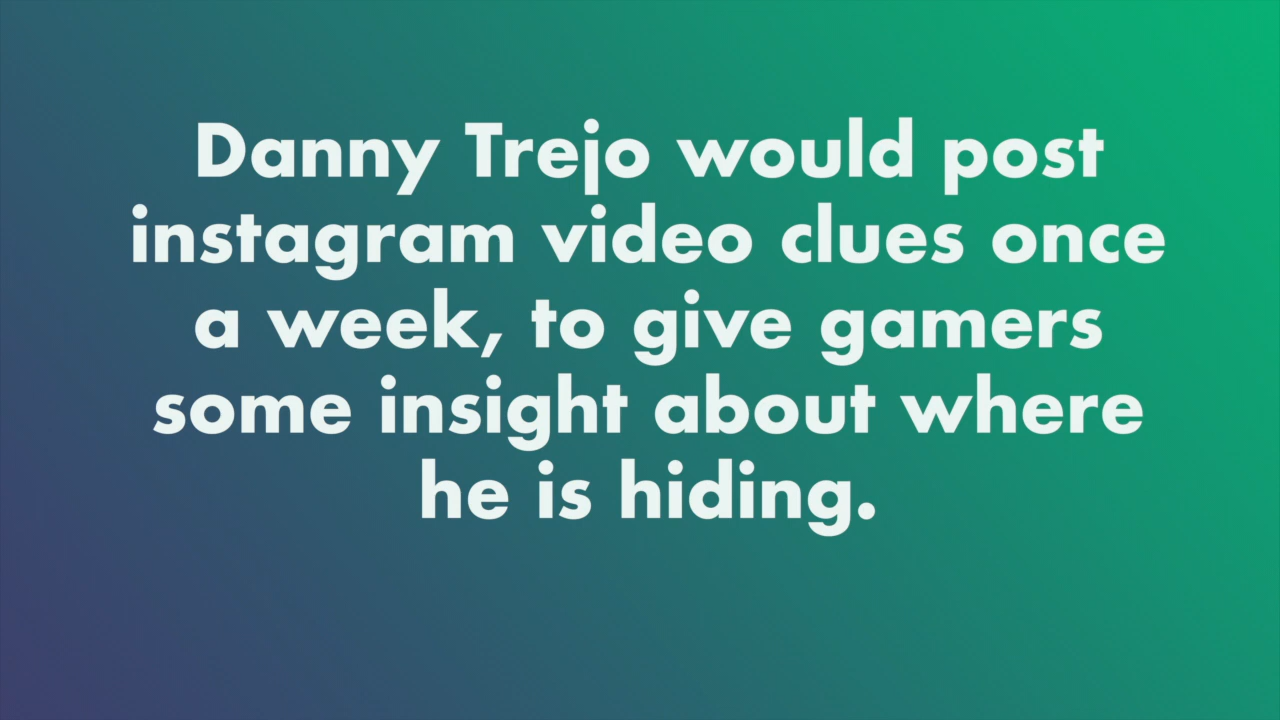 Danny Trejo would post
instagram video clues once
a week, to give gamers
some insight about where
he is hiding.